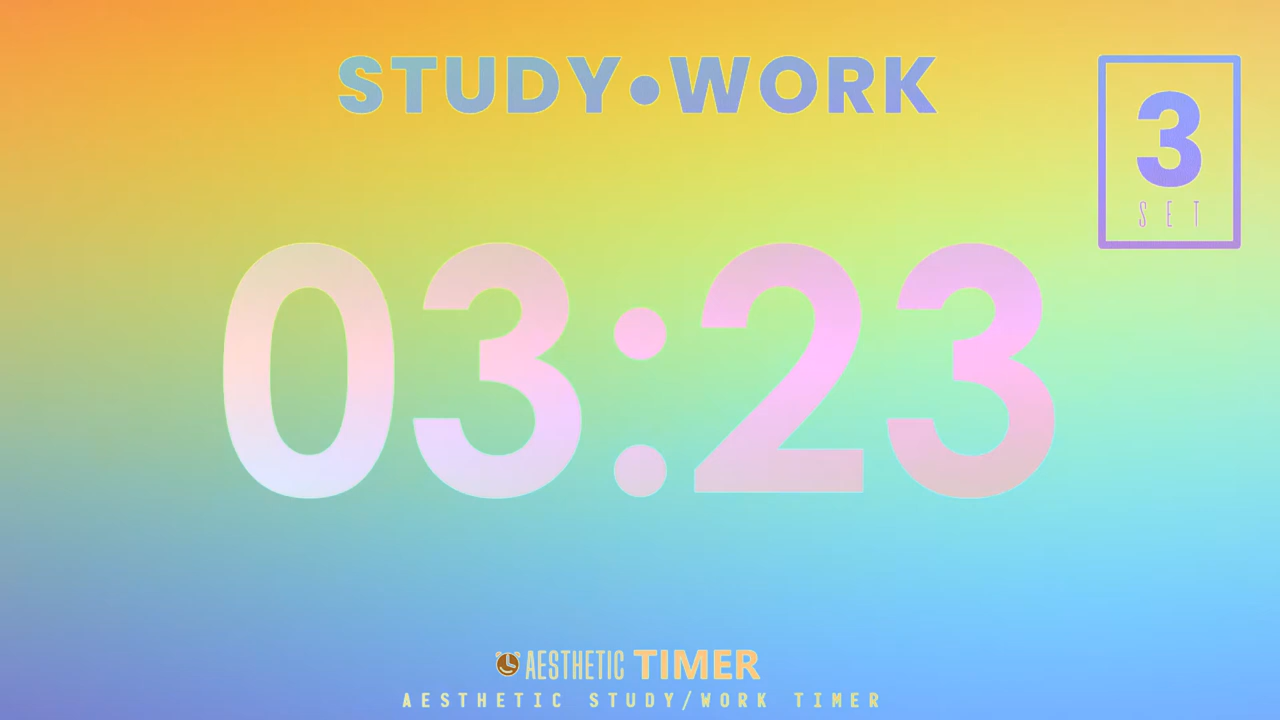 STUDY•WORK
3
SET
03:23
AESTHETIC TIMER
AESTHETIC STUDY/WORK TIMER